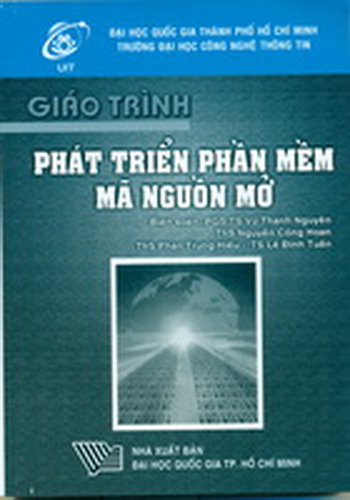 ĐẠI HỌC QUỐC GIA THÀNH PHỐ HỒ CHÍ MINH
TRƯỜNG ĐẠI HỌC CÔNG NGHỆ THÔNG TIN
UIT
GIÁO TRÌNH
PHÁT TRIỂN PHẦN MỀM
MÃ NGUỒN MỞ
Biên soạn: PGS.TS Vũ Thanh Nguyên
ThS Nguyễn Công Hoan
ThS Phan Trung Hiếu - TS Lê Đình Tuấn
NHÀ XUẤT BẢN
ĐẠI HỌC QUỐC GIA TP. HỒ CHÍ MINH